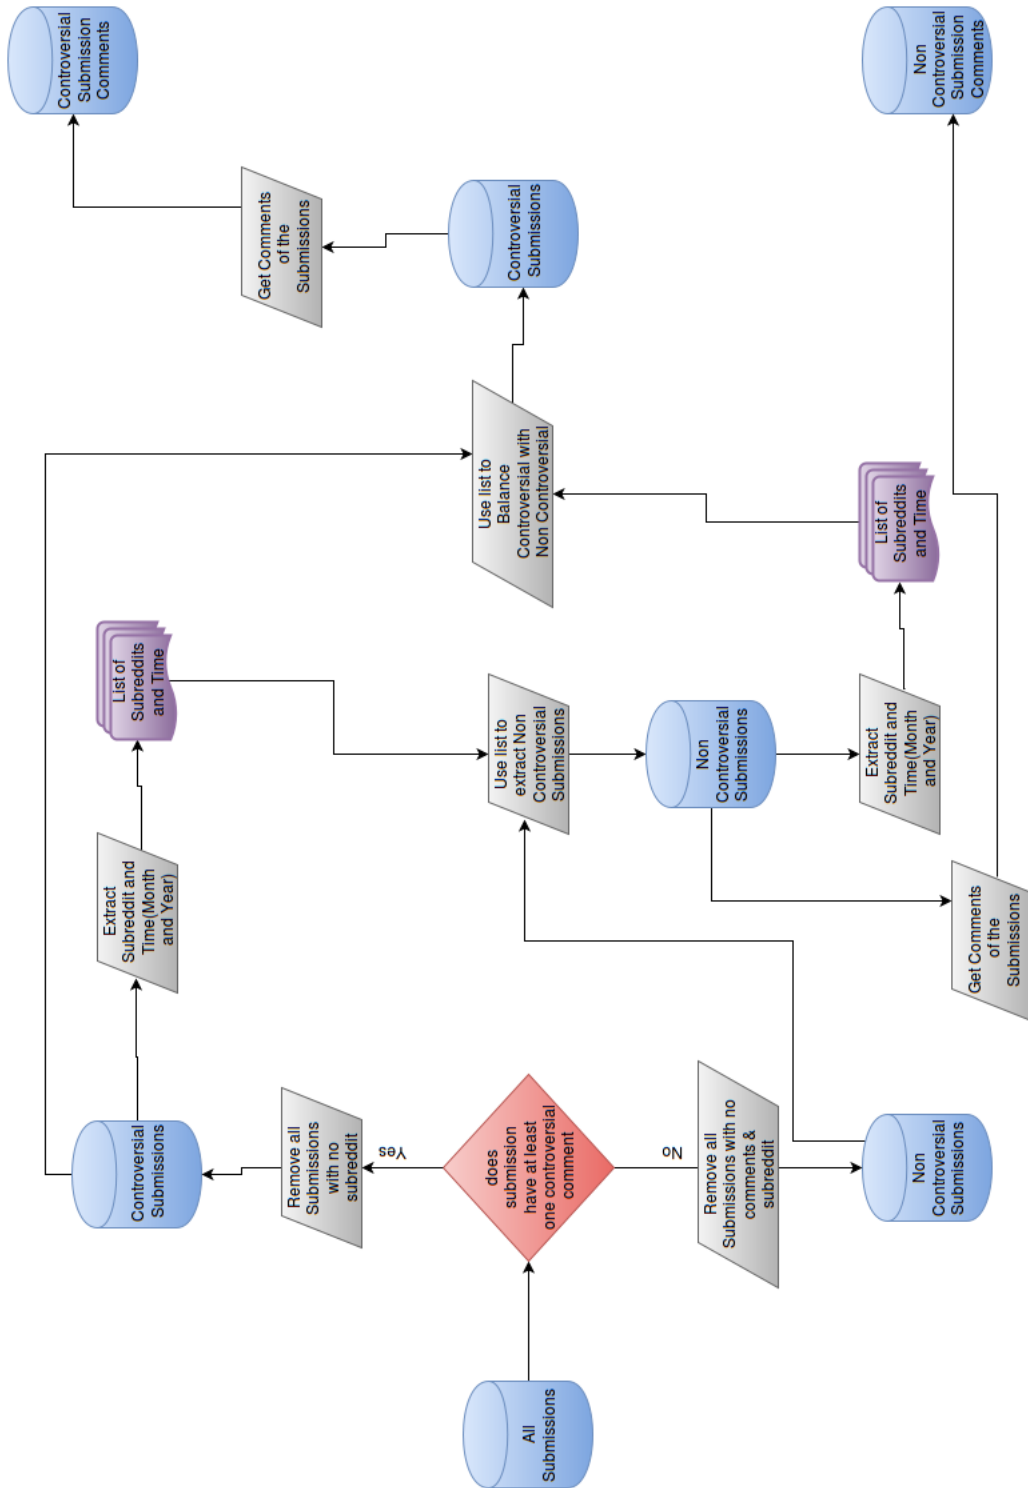 All
Submissions
does
submission
have at least
one controversial
comment
Yes
No
Remove all
Submissions
with no
subreddit
Controversial
Submissions
Remove all
Submissions with no
comments &
subreddit
Non
Controversial
Submissions
Extract
Subreddit and
Time(Month
and Year)
List of
Subreddits
and Time
Use list to
extract Non
Controversial
Submissions
Non
Controversial
Submissions
Get Comments
of the
Submissions
Extract
Subreddit and
Time(Month
and Year)
List of
Subreddits
and Time
Use list to
Balance
Controversial with
Non Controversial
Controversial
Submissions
Get Comments
of the
Submissions
Controversial
Submission
Comments
Non
Controversial
Submission
Comments